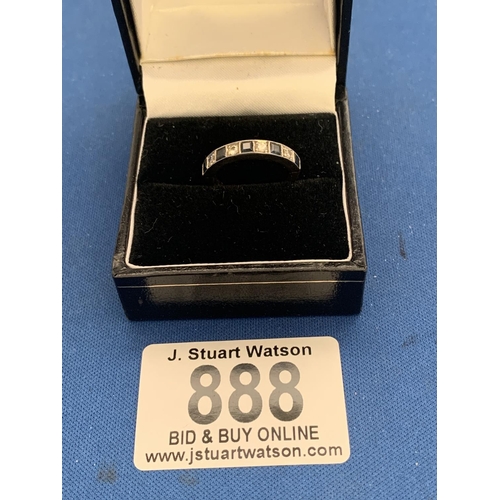 J. Stuart Watson
888
BID & BUY ONLINE
www.jstuartwatson.com